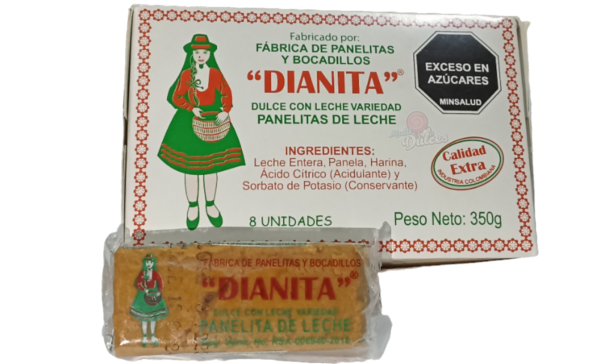 Fabricado por:
FÁBRICA DE PANELITAS
Y BOCADILLOS
"DIANITA"®
DULCE CON LECHE VARIEDAD
PANELITAS DE LECHE
EXCESO EN
AZÚCARES
MINSALUD
Dulces
INGREDIENTES:
Leche Entera, Panela, Harina,
Ácido Cítrico (Acidulante) y
Sorbato de Potasio (Conservante)
Calidad
Extra
INDUSTRIA COLOMBIANA
8 UNIDADES
Peso Neto: 350g
FÁBRICA DE PANELITAS Y BOCADILLOS
"DIANITA"®
DULCE CON LECHE VARIEDAD
PANELITA DE LECHE